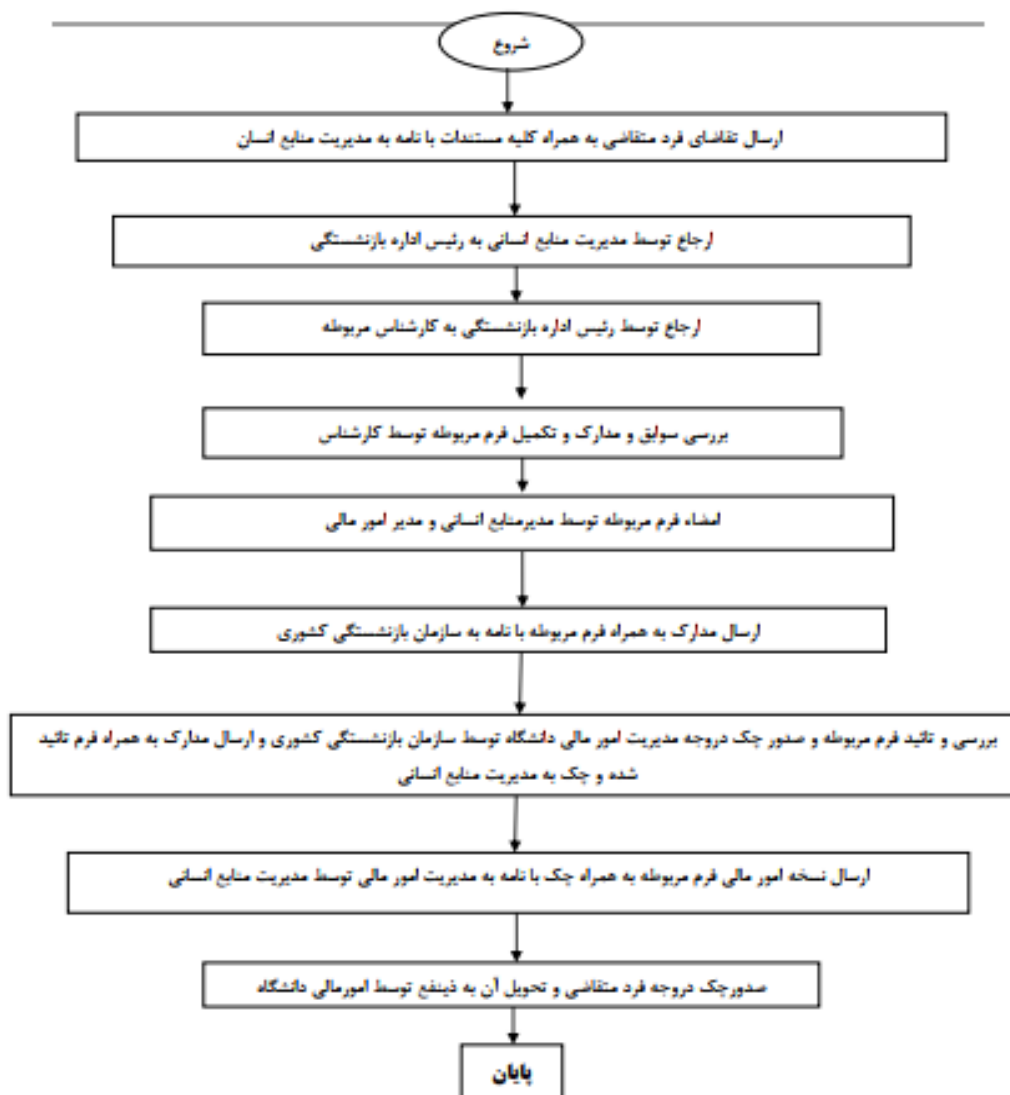 شروع
ارسال تقاضای فرد متقاضی به همراه کلیه مستندات با نامه به مدیریت منابع انسان
ارجاع توسط مدیریت منابع انسانی به رئیس اداره بازنشستگی
ارجاع توسط رئیس اداره بازنشستگی به کارشناس مربوطه
بررسی سوابق و مدارک و تکمیل فرم مربوطه توسط کارشناس
امضاء فرم مربوطه توسط مدیرمنابع انسانی و مدیر امور مالی
ارسال مدارک به همراه فرم مربوطه با نامه به سازمان بازنشستگی کشوری
بررسی و تائید فرم مربوطه و صدور چک دروجه مدیریت امور مالی دانشگاه توسط سازمان بازنشستگی کشوری و ارسال مدارک به همراه فرم تائید
شده و چک به مدیریت منابع انسانی
ارسال نسخه امور مالی فرم مربوطه به همراه چک با نامه به مدیریت امور مالی توسط مدیریت منابع انسانی
صدورچک دروجه فرد متقاضی و تحویل آن به ذینفع توسط امورمالی دانشگاه
پایان